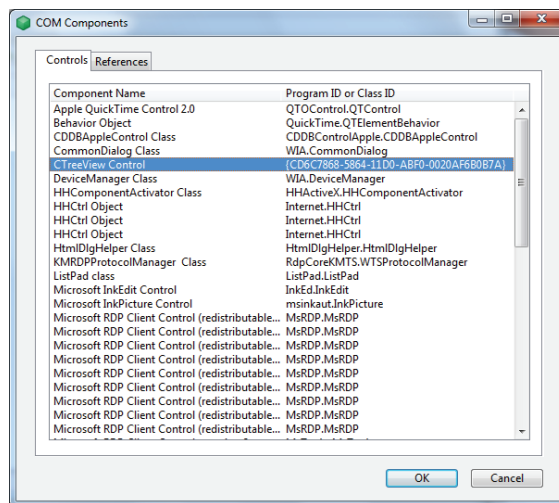 COM Components
Controls References
Component Name Program ID or Class ID
Apple QuickTime Control 2.0 QTOControl.QTControl
Behavior Object QuickTime.QTElementBehavior
CDDBAppleControl Class CDDBControlApple.CDDBAppleControl
CommonDialog Class WIA.CommonDialog
CTreeView Control {CD6C7868-5864-11D0-ABF0-0020AF6B0B7A}
DeviceManager Class WIA.DeviceManager
HHComponentActivator Class HHActiveX.HHComponentActivator
HHCtrl Object Internet.HHCtrl
HHCtrl Object Internet.HHCtrl
HHCtrl Object Internet.HHCtrl
HtmlDlgHelper Class HtmlDlgHelper.HtmlDlgHelper
KMRDPProtocolManager Class RdpCoreKMTS.WTSProtocolManager
ListPad class ListPad.ListPad
Microsoft InkEdit Control InkEd.InkEdit
Microsoft InkPicture Control msinkaut.InkPicture
Microsoft RDP Client Control (redistributable... MsRDP.MsRDP
Microsoft RDP Client Control (redistributable... MsRDP.MsRDP
Microsoft RDP Client Control (redistributable... MsRDP.MsRDP
Microsoft RDP Client Control (redistributable... MsRDP.MsRDP
Microsoft RDP Client Control (redistributable... MsRDP.MsRDP
Microsoft RDP Client Control (redistributable... MsRDP.MsRDP
Microsoft RDP Client Control (redistributable... MsRDP.MsRDP
Microsoft RDP Client Control (redistributable... MsRDP.MsRDP
Microsoft RDP Client Control (redistributable... MsRDP.MsRDP
OK Cancel